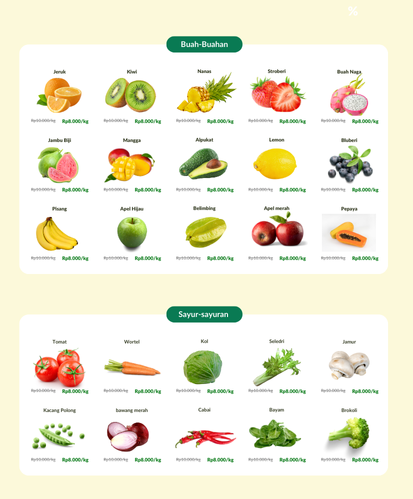 Buah-Buahan
Jeruk Kiwi Nanas Stroberi Buah Naga
Rp10.000/kg Rp8.000/kg Rp10.000/kg Rp8.000/kg Rp10.000/kg Rp8.000/kg Rp10.000/kg Rp8.000/kg Rp10.000/kg Rp8.000/kg
Jambu Biji Mangga Alpukat Lemon Bluberi
Rp10.000/kg Rp8.000/kg Rp10.000/kg Rp8.000/kg Rp10.000/kg Rp8.000/kg Rp10.000/kg Rp8.000/kg Rp10.000/kg Rp8.000/kg
Pisang Apel Hijau Belimbing Apel merah Pepaya
Rp10.000/kg Rp8.000/kg Rp10.000/kg Rp8.000/kg Rp10.000/kg Rp8.000/kg Rp10.000/kg Rp8.000/kg Rp10.000/kg Rp8.000/kg
Sayur-sayuran
Tomat Wortel Kol Seledri Jamur
Rp10.000/kg Rp8.000/kg Rp10.000/kg Rp8.000/kg Rp10.000/kg Rp8.000/kg Rp10.000/kg Rp8.000/kg Rp10.000/kg Rp8.000/kg
Kacang Polong bawang merah Cabai Bayam Brokoli
Rp10.000/kg Rp8.000/kg Rp10.000/kg Rp8.000/kg Rp10.000/kg Rp8.000/kg Rp10.000/kg Rp8.000/kg Rp10.000/kg Rp8.000/kg